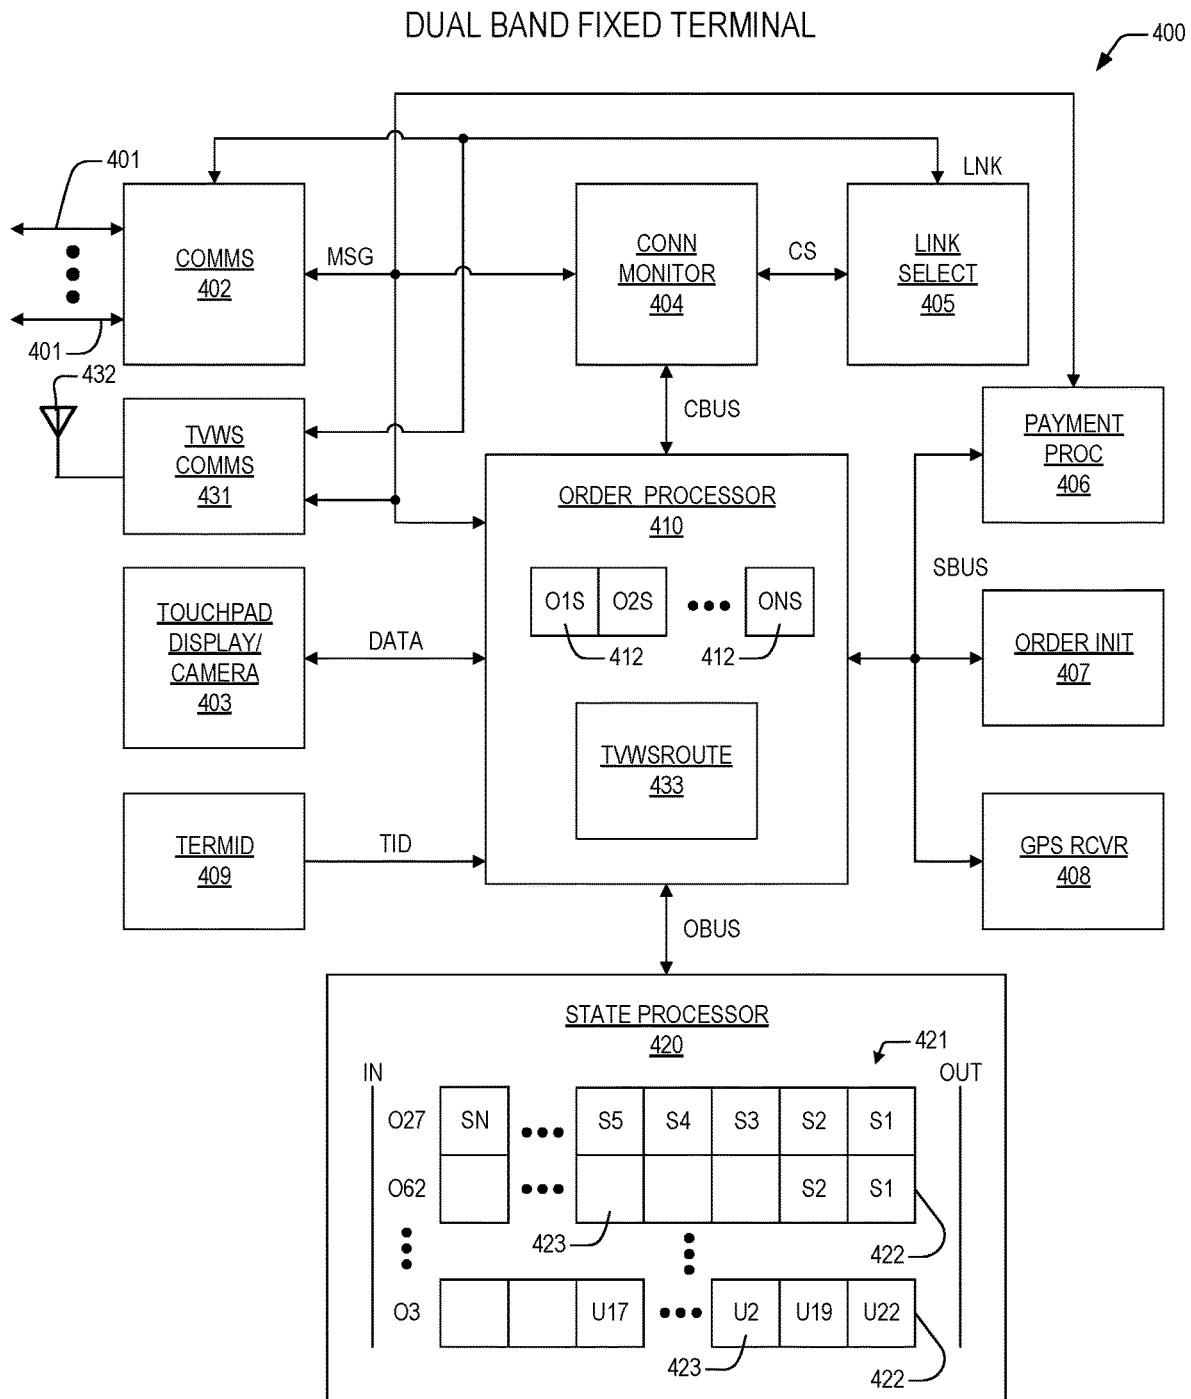 DUAL BAND FIXED TERMINAL
400
401
COMMS
402
MSG
CONN
MONITOR
404
CS
LNK
LINK
SELECT
405
401
432
TVWS
COMMS
431
CBUS
PAYMENT
PROC
406
ORDER PROCESSOR
410
O1S O2S ONS
412 412
SBUS
TOUCHPAD
DISPLAY/
CAMERA
403
DATA
ORDER INIT
407
TVWSROUTE
433
TERMID
409
TID
GPS RCVR
408
OBUS
STATE PROCESSOR
420
421
IN OUT
O27 SN S5 S4 S3 S2 S1
O62 S2 S1
423 422
O3 U17 U2 U19 U22
423 422